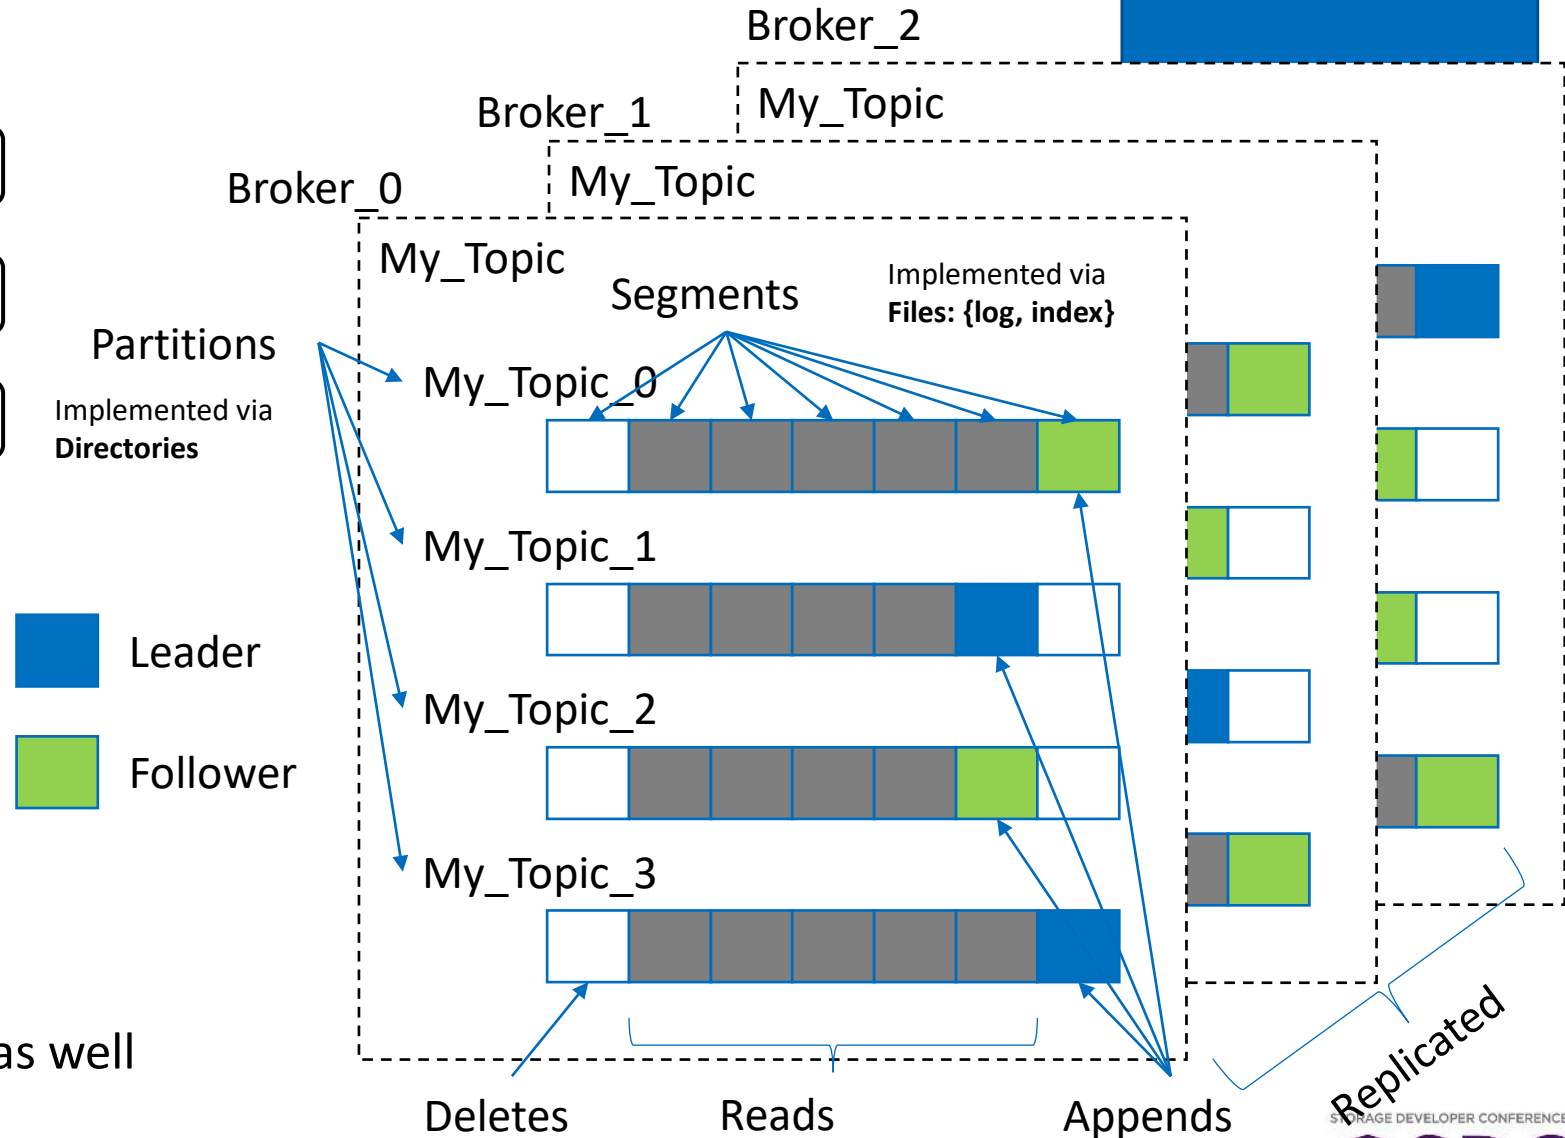 Broker_2
My_Topic
Broker_1
My_Topic
Broker_0
My_Topic
Segments
Implemented via
Files: {log, index}
Partitions
Implemented via
Directories
My_Topic_0
My_Topic_1
Leader
My_Topic_2
Follower
My_Topic_3
as well
Deletes
Reads
Appends
Replicated
STORAGE DEVELOPER CONFERENCE